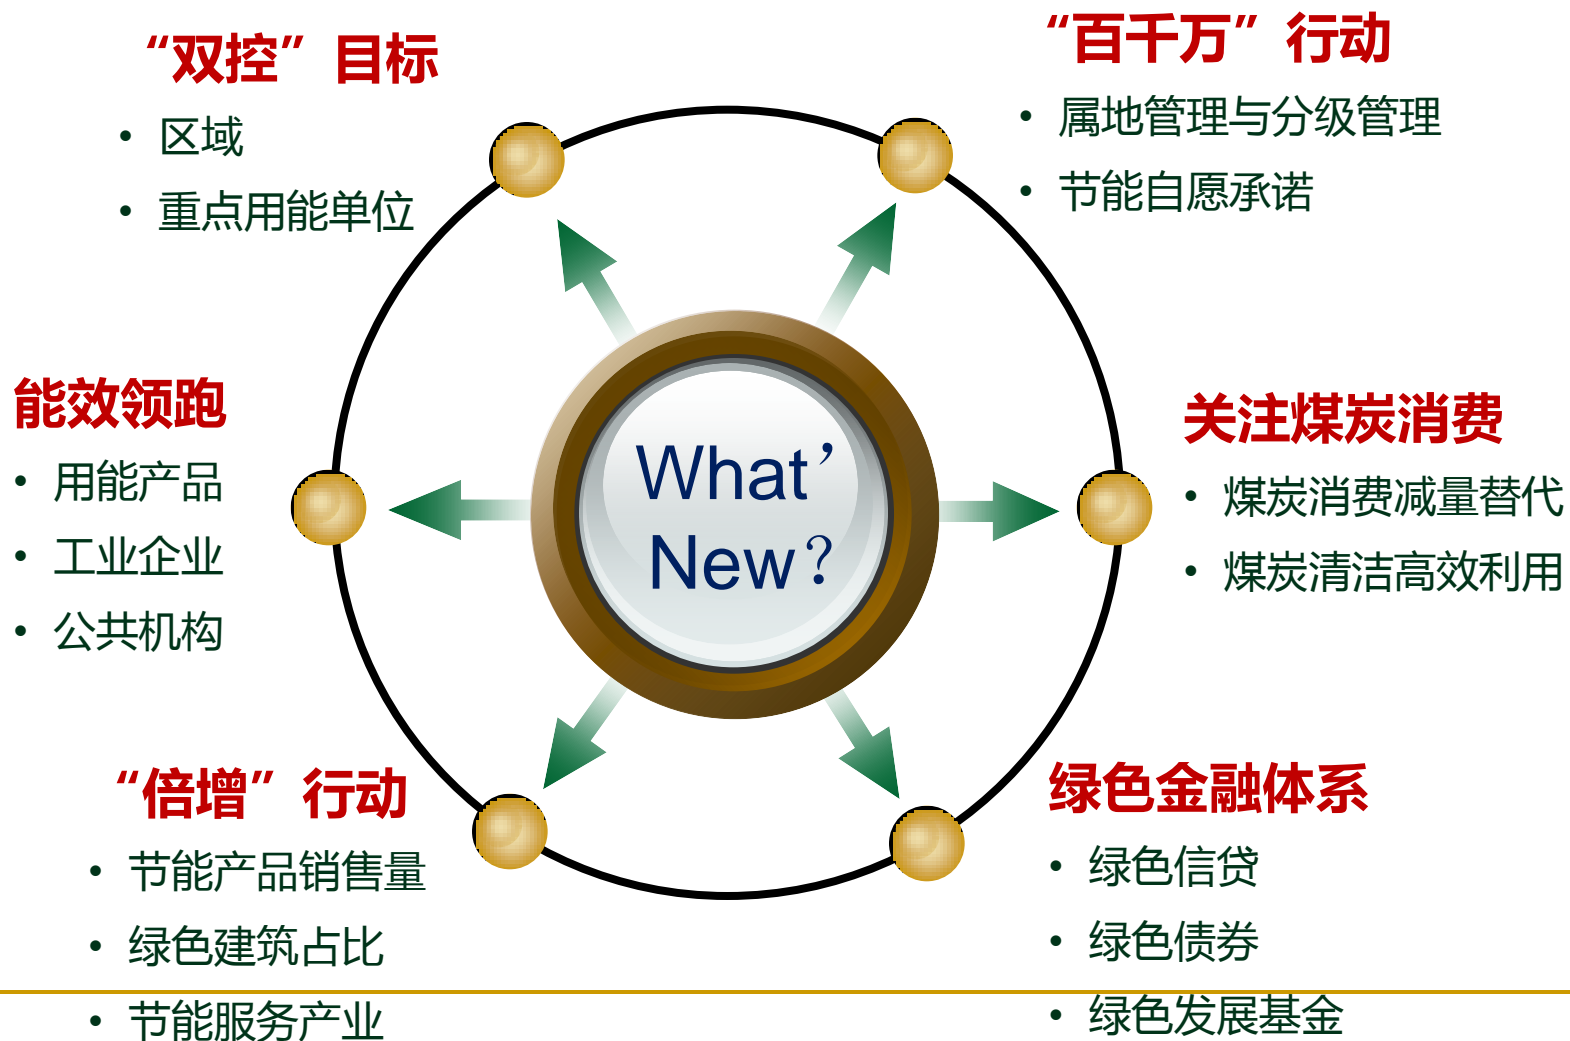 “双控” 目标
• 区域
• 重点用能单位
“百千万” 行动
• 属地管理与分级管理
• 节能自愿承诺
能效领跑
• 用能产品
• 工业企业
• 公共机构
What’
New？
关注煤炭消费
• 煤炭消费减量替代
• 煤炭清洁高效利用
“倍增” 行动
• 节能产品销售量
• 绿色建筑占比
• 节能服务产业
绿色金融体系
• 绿色信贷
• 绿色债券
• 绿色发展基金